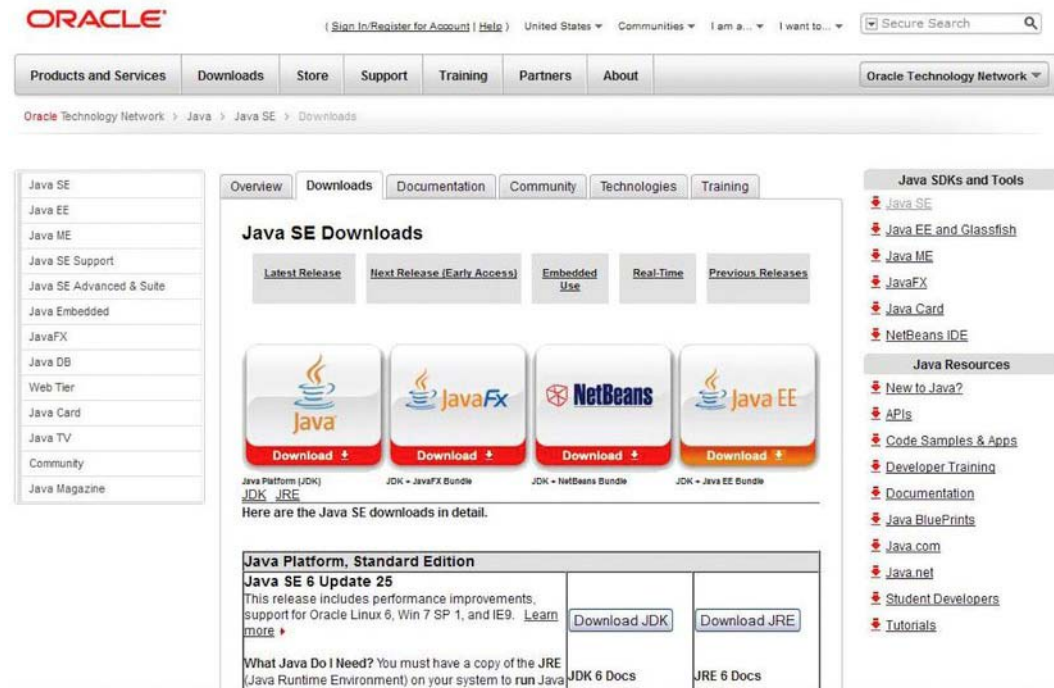 ORACLE
( Sign In/Register for Account | Help ) United States Communities I am a... I want to... Secure Search
Products and Services Downloads Store Support Training Partners About Oracle Technology Network
Oracle Technology Network > Java > Java SE > Downloads
Java SE
Java EE
Java ME
Java SE Support
Java SE Advanced & Suite
Java Embedded
JavaFX
Java DB
Web Tier
Java Card
Java TV
Community
Java Magazine
Overview Downloads Documentation Community Technologies Training
Java SE Downloads
Latest Release Next Release (Early Access) Embedded Use Real-Time Previous Releases
Java JavaFx NetBeans Java EE
Download Download Download Download
Java Platform (JDK) JDK + JavaFX Bundle JDK + NetBeans Bundle JDK + Java EE Bundle
JDK JRE
Here are the Java SE downloads in detail.
Java Platform, Standard Edition
Java SE 6 Update 25
This release includes performance improvements,
support for Oracle Linux 6, Win 7 SP 1, and IE9. Learn
more
Download JDK Download JRE
What Java Do I Need? You must have a copy of the JRE
(Java Runtime Environment) on your system to run Java
JDK 6 Docs JRE 6 Docs
Java SDKs and Tools
Java SE
Java EE and Glassfish
Java ME
JavaFX
Java Card
NetBeans IDE
Java Resources
New to Java?
APIs
Code Samples & Apps
Developer Training
Documentation
Java BluePrints
Java.com
Java.net
Student Developers
Tutorials